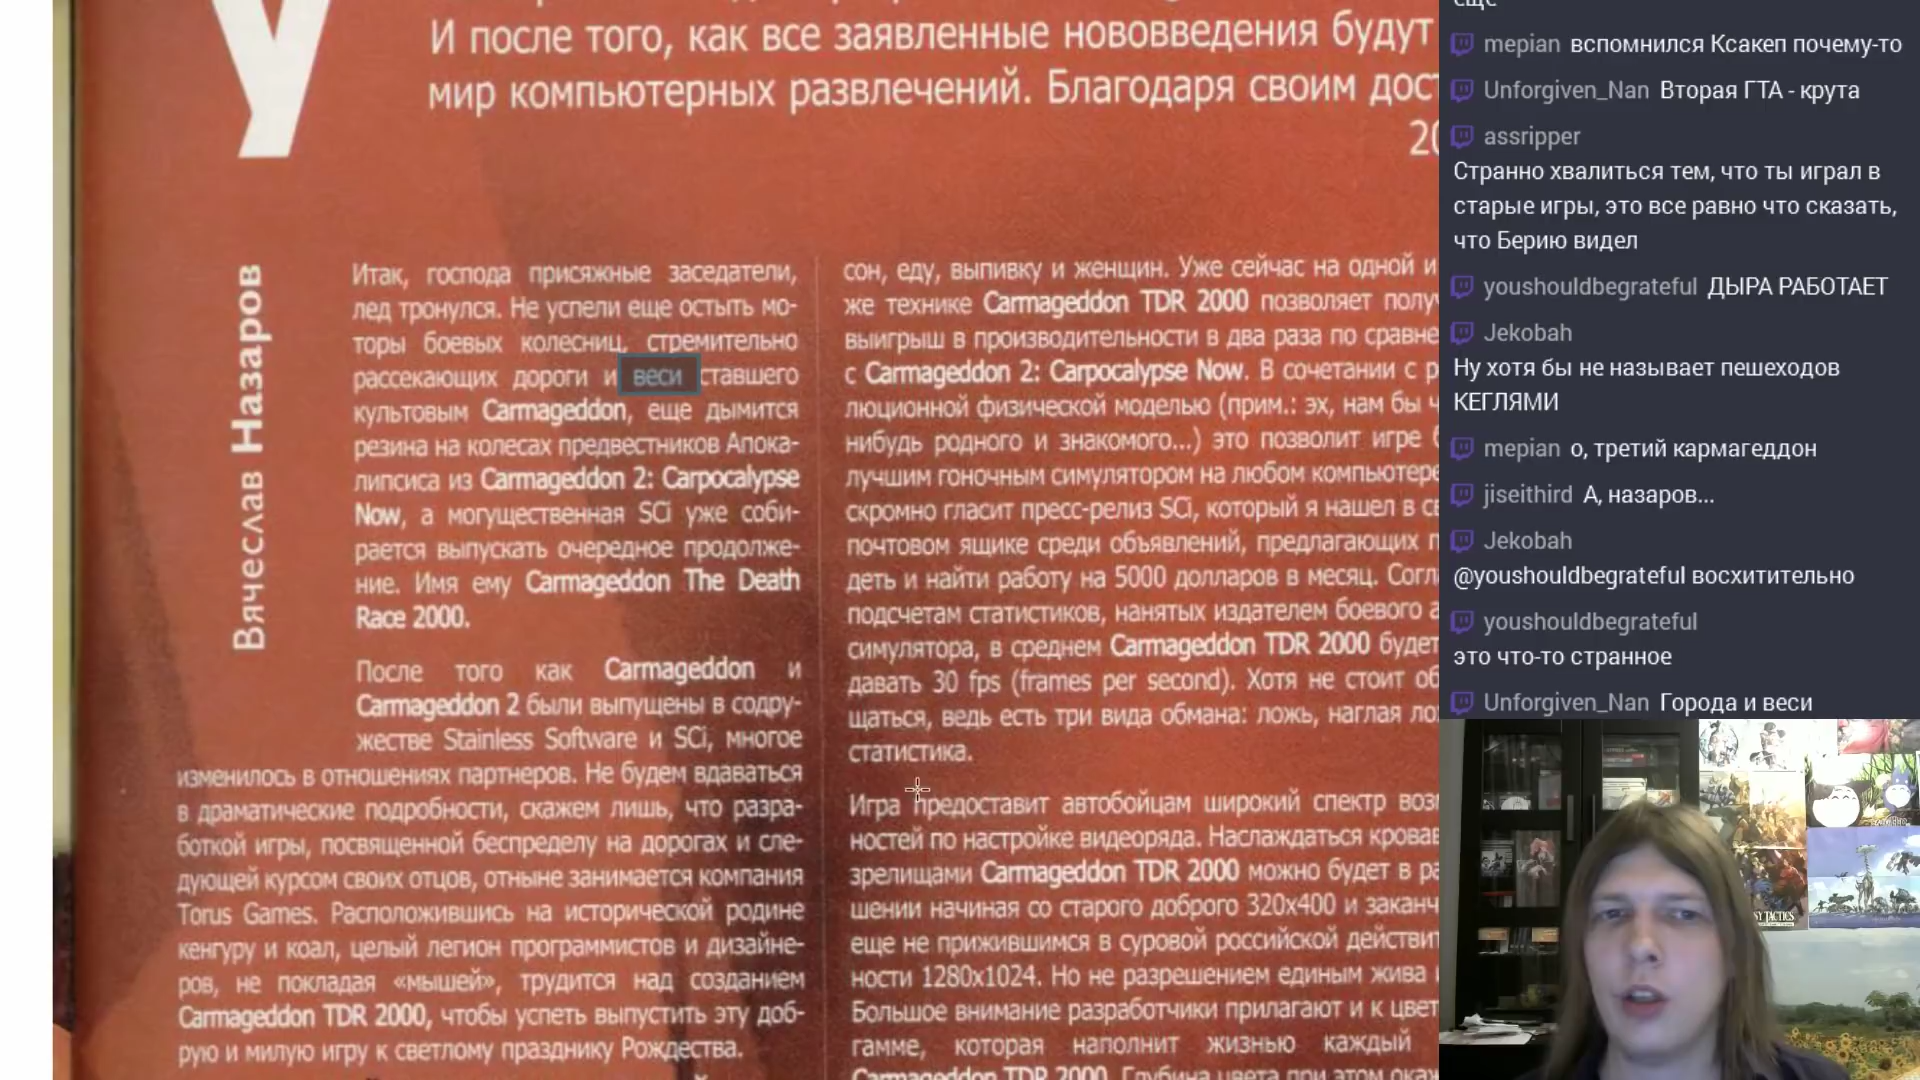 У
И после того, как все заявленные нововведения будут
мир компьютерных развлечений. Благодаря своим
Вячеслав Назаров
Итак, господа присяжные заседатели,
лед тронулся. Не успели еще остыть мо-
торы боевых колесниц, стремительно
рассекающих дороги и веси ставшего
культовым Carmageddon, еще дымится
резина на колесах предвестников Апока-
липсиса из Carmageddon 2: Carpocalypse
Now, а могущественная SCi уже соби-
рается выпускать очередное продолже-
ние. Имя ему Carmageddon The Death
Race 2000.
После того как Carmageddon и
Carmageddon 2 были выпущены в содру-
жестве Stainless Software и SCi, многое
изменилось в отношениях партнеров. Не будем вдаваться
в драматические подробности, скажем лишь, что разра-
боткой игры, посвященной беспределу на дорогах и сле-
дующей курсом своих отцов, отныне занимается компания
Torus Games. Расположившись на исторической родине
кенгуру и коал, целый легион программистов и дизайне-
ров, не покладая «мышей», трудится над созданием
Carmageddon TDR 2000, чтобы успеть выпустить эту доб-
рую и милую игру к светлому празднику Рождества.
сон, еду, выпивку и женщин. Уже сейчас на одной и
же технике Carmageddon TDR 2000 позволяет
выигрыш в производительности в два раза по
с Carmageddon 2: Carpocalypse Now. В сочетании с
люционной физической моделью (прим.: эх, нам бы
нибудь родного и знакомого...) это позволит игре
лучшим гоночным симулятором на любом компьютере
скромно гласит пресс-релиз SCi, который я нашел в
почтовом ящике среди объявлений, предлагающих
деть и найти работу на 5000 долларов в месяц.
подсчетам статистиков, нанятых издателем боевого
симулятора, в среднем Carmageddon TDR 2000 будет
давать 30 fps (frames per second). Хотя не стоит
щаться, ведь есть три вида обмана: ложь, наглая
статистика.
Игра предоставит автобойцам широкий спектр
ностей по настройке видеоряда. Наслаждаться
зрелищами Carmageddon TDR 2000 можно будет в
шении начиная со старого доброго 320x400 и
еще не прижившимся в суровой российской
ности 1280x1024. Но не разрешением единым жива
Большое внимание разработчики прилагают и к
гамме, которая наполнит жизнью каждый
Carmageddon TDR 2000. Глубина цвета при этом
mepian вспомнился Ксакеп почему-то
Unforgiven_Nan Вторая ГТА - крута
assripper
Странно хвалиться тем, что ты играл в
старые игры, это все равно что сказать,
что Берию видел
youshouldbegrateful ДЫРА РАБОТАЕТ
Jekobah
Ну хотя бы не называет пешеходов
КЕГЛЯМИ
mepian о, третий кармагеддон
jiseithird А, назаров...
Jekobah
@youshouldbegrateful восхитительно
youshouldbegrateful
это что-то странное
Unforgiven_Nan Города и веси